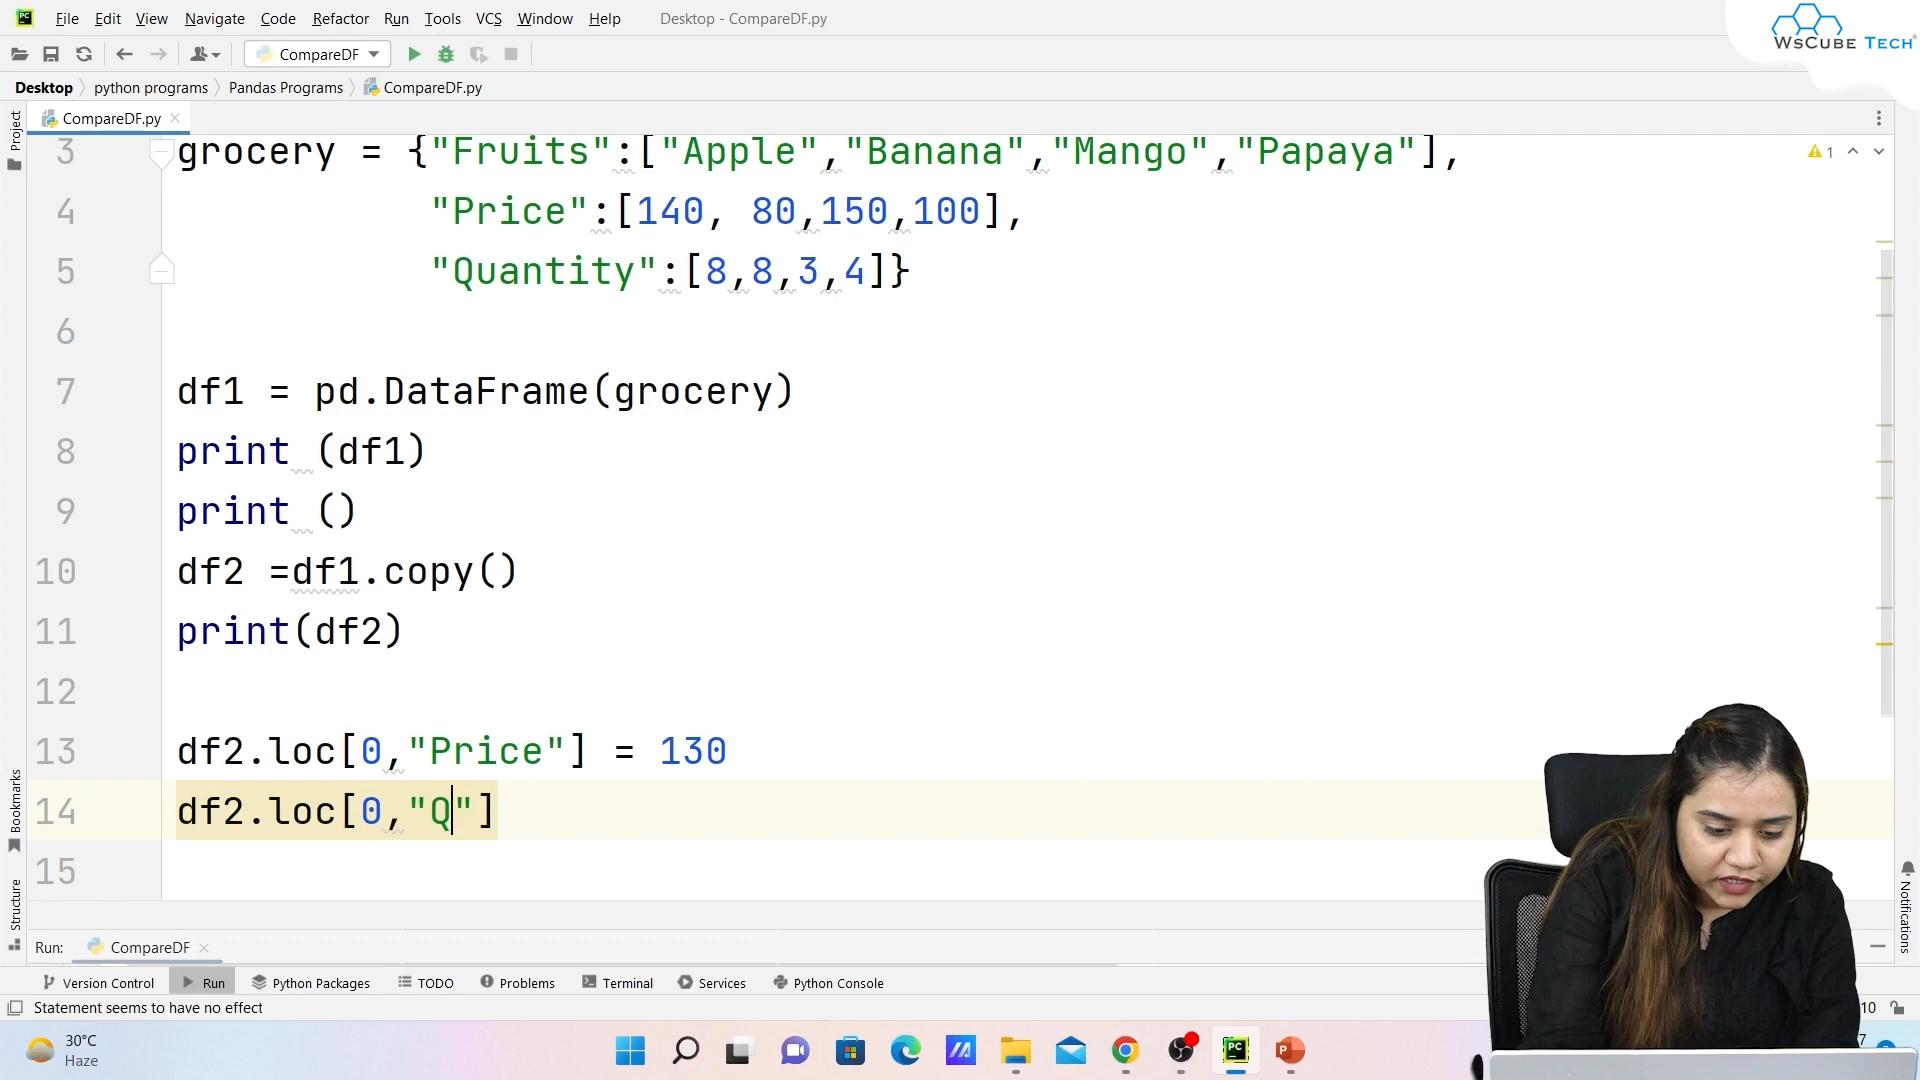 File Edit View Navigate Code Refactor Run Tools VCS Window Help Desktop - CompareDF.py
WsCube Tech
CompareDF
Desktop python programs Pandas Programs CompareDF.py
CompareDF.py
Project
3 grocery = {"Fruits":["Apple","Banana","Mango","Papaya"], 1
4 "Price":[140, 80,150,100],
5 "Quantity":[8,8,3,4]}
6
7 df1 = pd.DataFrame(grocery)
8 print (df1)
9 print ()
10 df2 =df1.copy()
11 print(df2)
12
13 df2.loc[0,"Price"] = 130
14 df2.loc[0,"Q"]
15
Bookmarks
Structure
Notifications
Run: CompareDF
Version Control Run Python Packages TODO Problems Terminal Services Python Console
Statement seems to have no effect
10
30°C
Haze